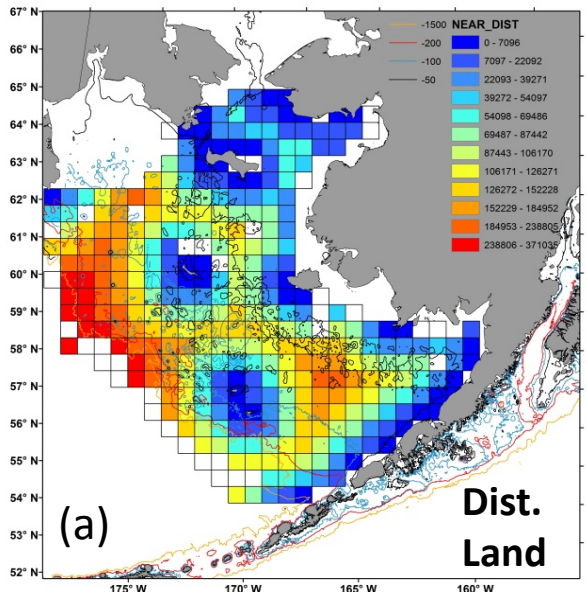 67° N
66° N
65° N
64° N
63° N
62° N
61° N
60° N
59° N
58° N
57° N
56° N
55° N
54° N
53° N
52° N
-1500
-200
-100
-50
NEAR_DIST
0 - 7096
7097 - 22092
22093 - 39271
39272 - 54097
54098 - 69486
69487 - 87442
87443 - 106170
106171 - 126271
126272 - 152228
152229 - 184952
184953 - 238805
238806 - 371035
(a)
Dist.
Land
175° W
170° W
165° W
160° W